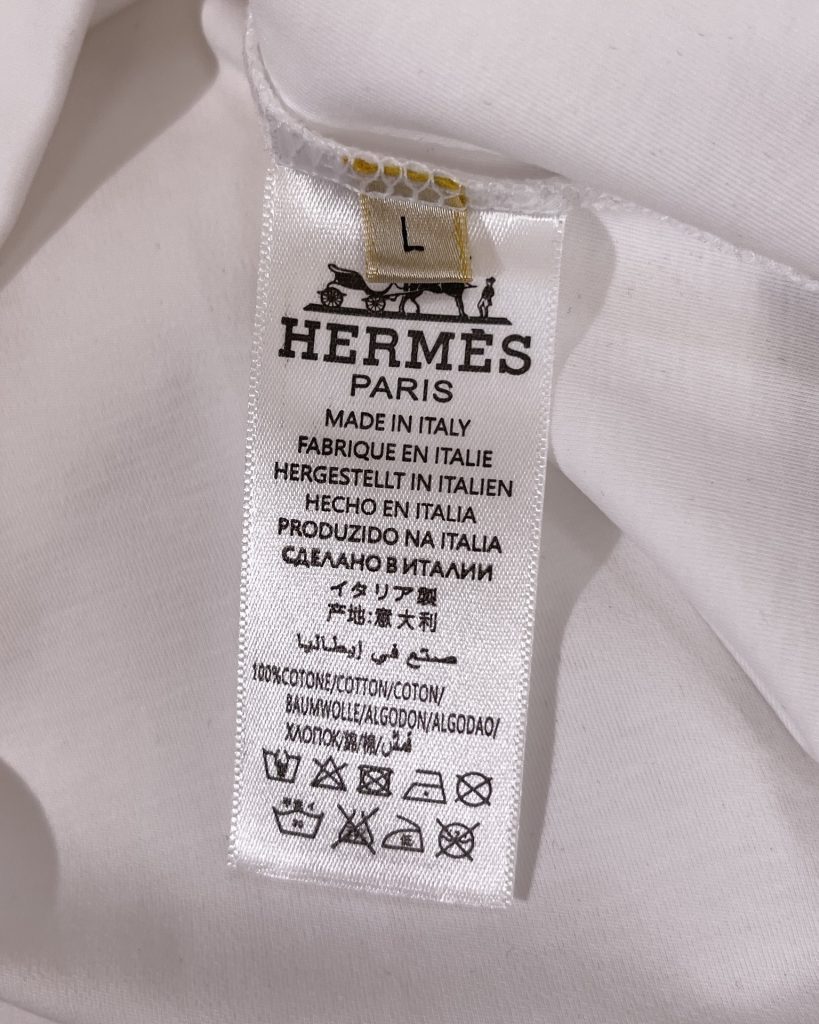 L
HERMÈS
PARIS
MADE IN ITALY
FABRIQUE EN ITALIE
HERGESTELLT IN ITALIEN
HECHO EN ITALIA
PRODUZIDO NA ITALIA
СДЕЛАНО В ИТАЛИИ
イタリア製
产地:意大利
صنع في إيطاليا
100%COTONE/COTTON/COTON/
BAUMWOLLE/ALGODON/ALGODAO/
ХЛОПОК/綿/棉/